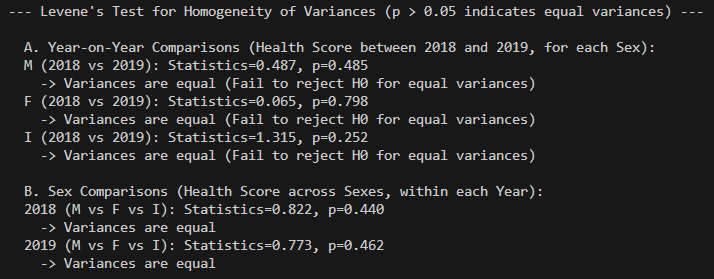 --- Levene's Test for Homogeneity of Variances (p > 0.05 indicates equal variances) ---
A. Year-on-Year Comparisons (Health Score between 2018 and 2019, for each Sex):
M (2018 vs 2019): Statistics=0.487, p=0.485
-> Variances are equal (Fail to reject H0 for equal variances)
F (2018 vs 2019): Statistics=0.065, p=0.798
-> Variances are equal (Fail to reject H0 for equal variances)
I (2018 vs 2019): Statistics=1.315, p=0.252
-> Variances are equal (Fail to reject H0 for equal variances)
B. Sex Comparisons (Health Score across Sexes, within each Year):
2018 (M vs F vs I): Statistics=0.822, p=0.440
-> Variances are equal
2019 (M vs F vs I): Statistics=0.773, p=0.462
-> Variances are equal